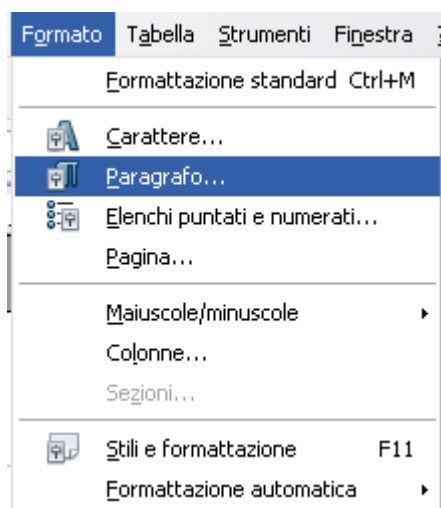 Formato Tabella Strumenti Finestra ?
Formattazione standard Ctrl+M
Carattere...
Paragrafo...
Elenchi puntati e numerati...
Pagina...
Maiuscole/minuscole
Colonne...
Sezioni...
Stili e formattazione F11
Formattazione automatica